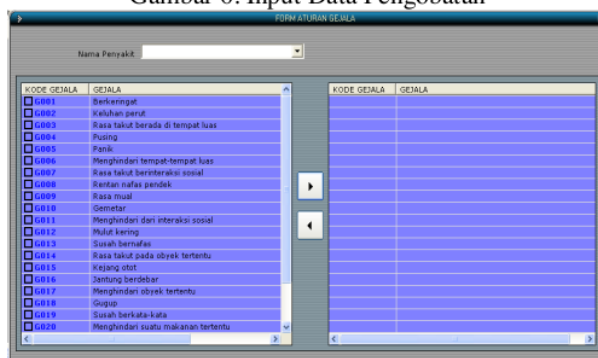 Gambar 6. Input Data Pengobatan
FORM ATURAN GEJALA
Nama Penyakit
KODE GEJALA GEJALA
G001 Berkeringat
G002 Keluhan perut
G003 Rasa takut berada di tempat luas
G004 Pusing
G005 Panik
G006 Menghindari tempat-tempat luas
G007 Rasa takut berinteraksi sosial
G008 Rentan nafas pendek
G009 Rasa mual
G010 Gemetar
G011 Menghindari dari interaksi sosial
G012 Mulut kering
G013 Susah bernafas
G014 Rasa takut pada obyek tertentu
G015 Kejang otot
G016 Jantung berdebar
G017 Menghindari obyek tertentu
G018 Gugup
G019 Susah berkata-kata
G020 Menghindari suatu makanan tertentu
KODE GEJALA GEJALA